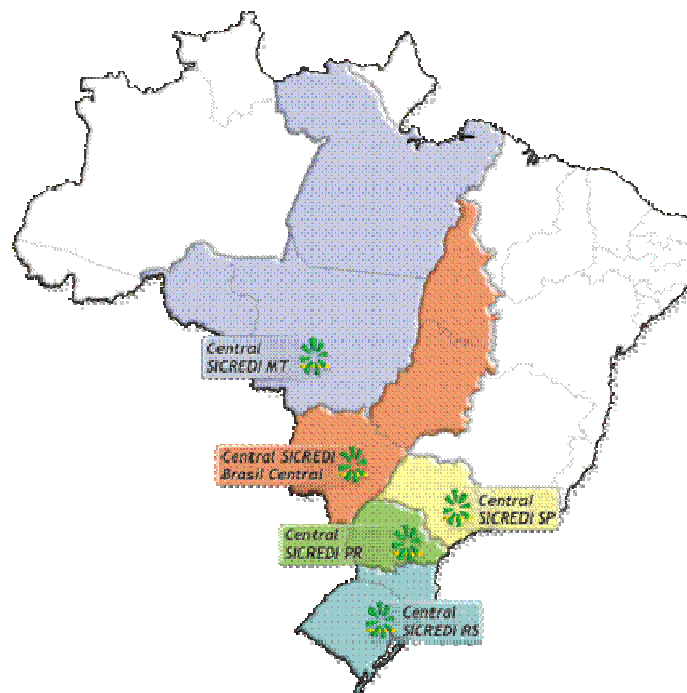 Central
SICREDI MT
Central SICREDI
Brasil Central
Central
SICREDI SP
Central
SICREDI PR
Central
SICREDI RS